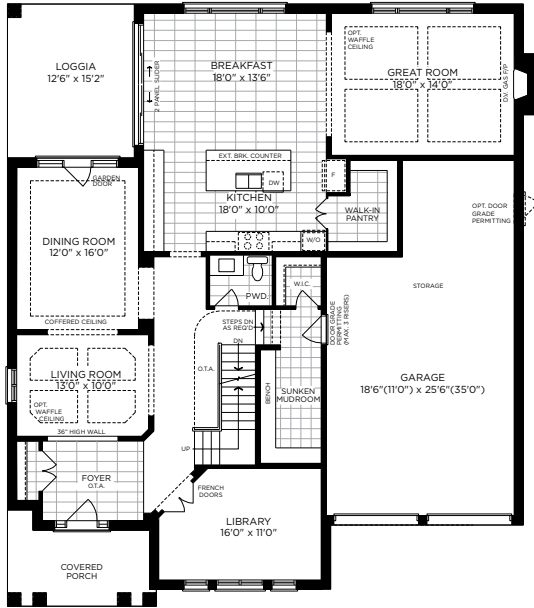 LOGGIA
12'6" x 15'2"
2 PANEL SLIDER
BREAKFAST
18'0" x 13'6"
OPT.
WAFFLE
CEILING
GREAT ROOM
18'0" x 14'0"
D.V. GAS F/P
GARDEN
DOOR
EXT. BRK. COUNTER
DW
F
KITCHEN
18'0" x 10'0"
W/O
WALK-IN
PANTRY
OPT. DOOR
GRADE
PERMITTING
DINING ROOM
12'0" x 16'0"
COFFERED CEILING
PWD.
W.I.C.
STORAGE
STEPS DN
AS REQ'D
DN
DOOR GRADE
PERMITTING
(MAX. 3 RISERS)
LIVING ROOM
13'0" x 10'0"
OPT.
WAFFLE
CEILING
36" HIGH WALL
O.T.A.
BENCH
SUNKEN
MUDROOM
GARAGE
18'6"(11'0") x 25'6"(35'0")
UP
FOYER
O.T.A.
FRENCH
DOORS
LIBRARY
16'0" x 11'0"
COVERED
PORCH